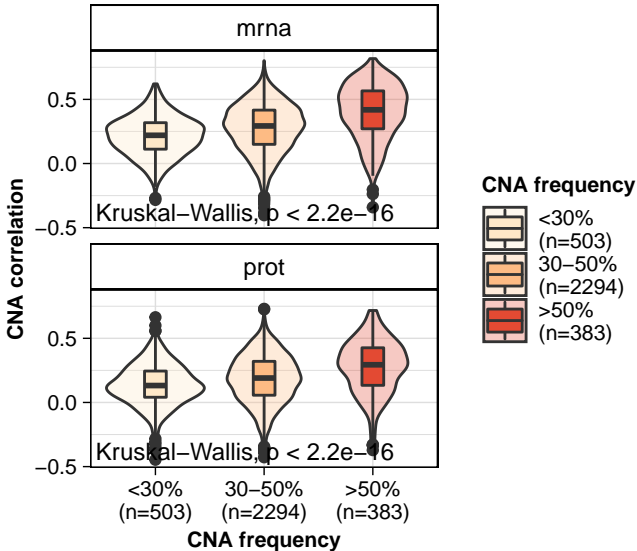 mrna
0.5
0.0
−0.5
Kruskal−Wallis, p < 2.2e−16
prot
0.5
0.0
−0.5
Kruskal−Wallis, p < 2.2e−16
CNA correlation
<30%
(n=503)
30−50%
(n=2294)
>50%
(n=383)
CNA frequency
CNA frequency
<30%
(n=503)
30−50%
(n=2294)
>50%
(n=383)